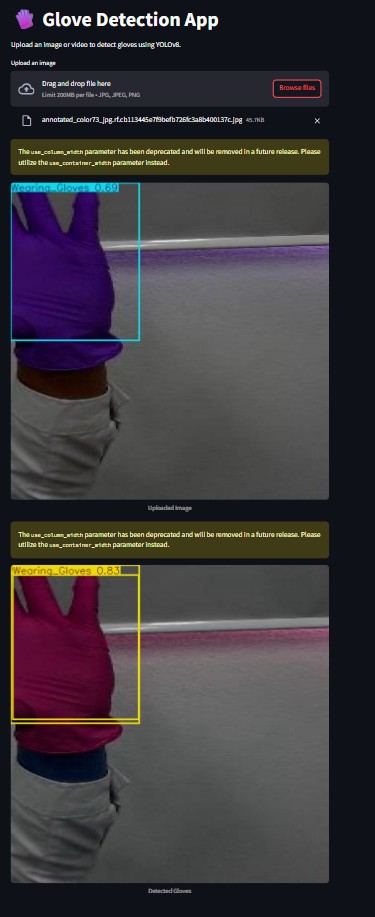 Glove Detection App
Upload an image or video to detect gloves using YOLOv8.
Upload an image
Drag and drop file here
Limit 200MB per file • JPG, JPEG, PNG
Browse files
annotated_color73_jpg.rf.cb113445e7f9befb726fc3a8b400137c.jpg 45.7KB
The use_column_width parameter has been deprecated and will be removed in a future release. Please
utilize the use_container_width parameter instead.
Wearing_Gloves 0.69
Uploaded Image
The use_column_width parameter has been deprecated and will be removed in a future release. Please
utilize the use_container_width parameter instead.
Wearing_Gloves 0.83
Detected Gloves